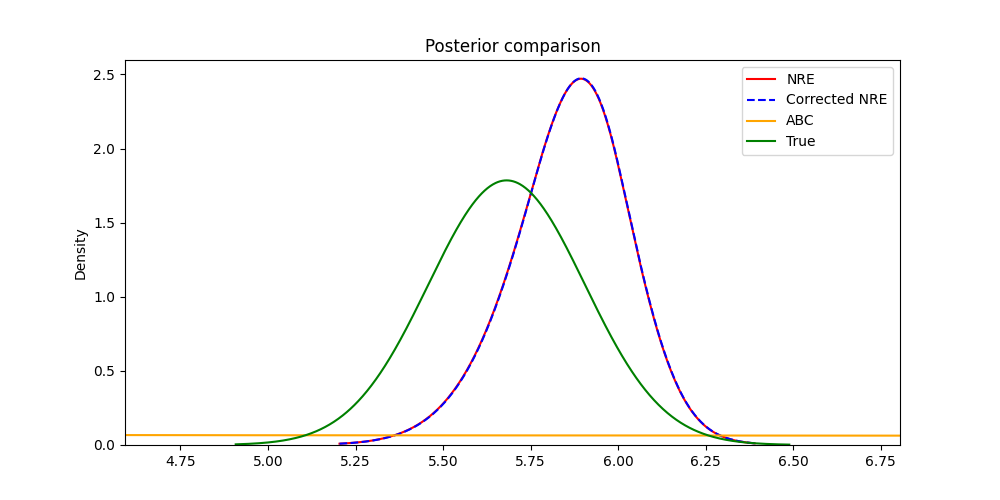 Posterior comparison
NRE
Corrected NRE
ABC
True
Density
2.5
2.0
1.5
1.0
0.5
0.0
4.75 5.00 5.25 5.50 5.75 6.00 6.25 6.50 6.75